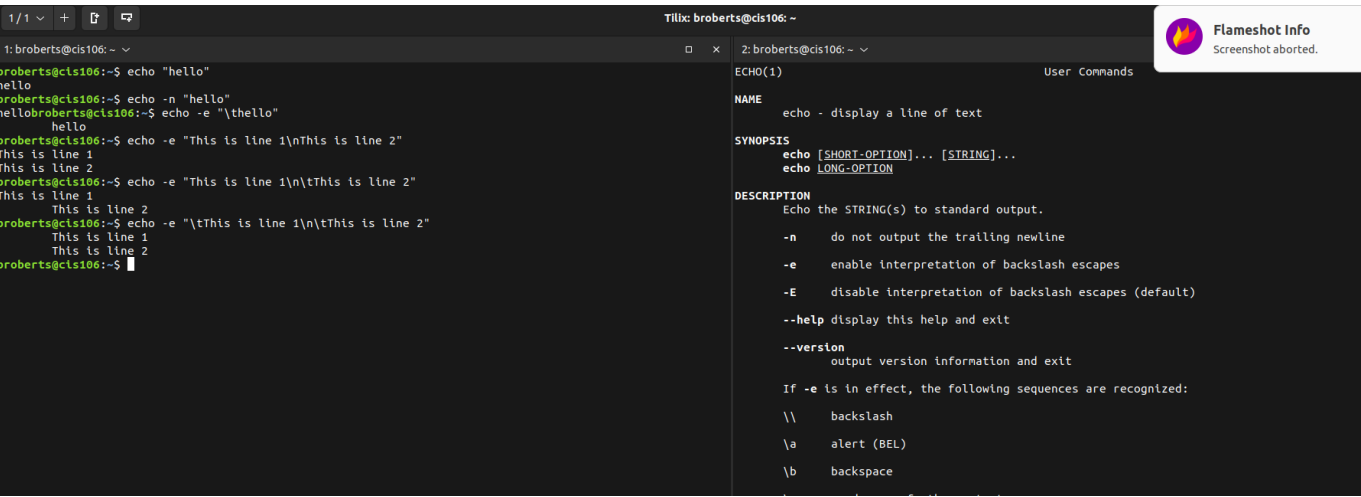 1 / 1
Tilix: broberts@cis106: ~
Flameshot Info
Screenshot aborted.
1: broberts@cis106: ~
broberts@cis106:~$ echo "hello"
hello
broberts@cis106:~$ echo -n "hello"
hellobroberts@cis106:~$ echo -e "\thello"
hello
broberts@cis106:~$ echo -e "This is line 1\nThis is line 2"
This is line 1
This is line 2
broberts@cis106:~$ echo -e "This is line 1\n\tThis is line 2"
This is line 1
This is line 2
broberts@cis106:~$ echo -e "\tThis is line 1\n\tThis is line 2"
This is line 1
This is line 2
broberts@cis106:~$
2: broberts@cis106: ~
ECHO(1) User Commands
NAME
echo - display a line of text
SYNOPSIS
echo [SHORT-OPTION]... [STRING]...
echo LONG-OPTION
DESCRIPTION
Echo the STRING(s) to standard output.
-n do not output the trailing newline
-e enable interpretation of backslash escapes
-E disable interpretation of backslash escapes (default)
--help display this help and exit
--version
output version information and exit
If -e is in effect, the following sequences are recognized:
\\ backslash
\a alert (BEL)
\b backspace